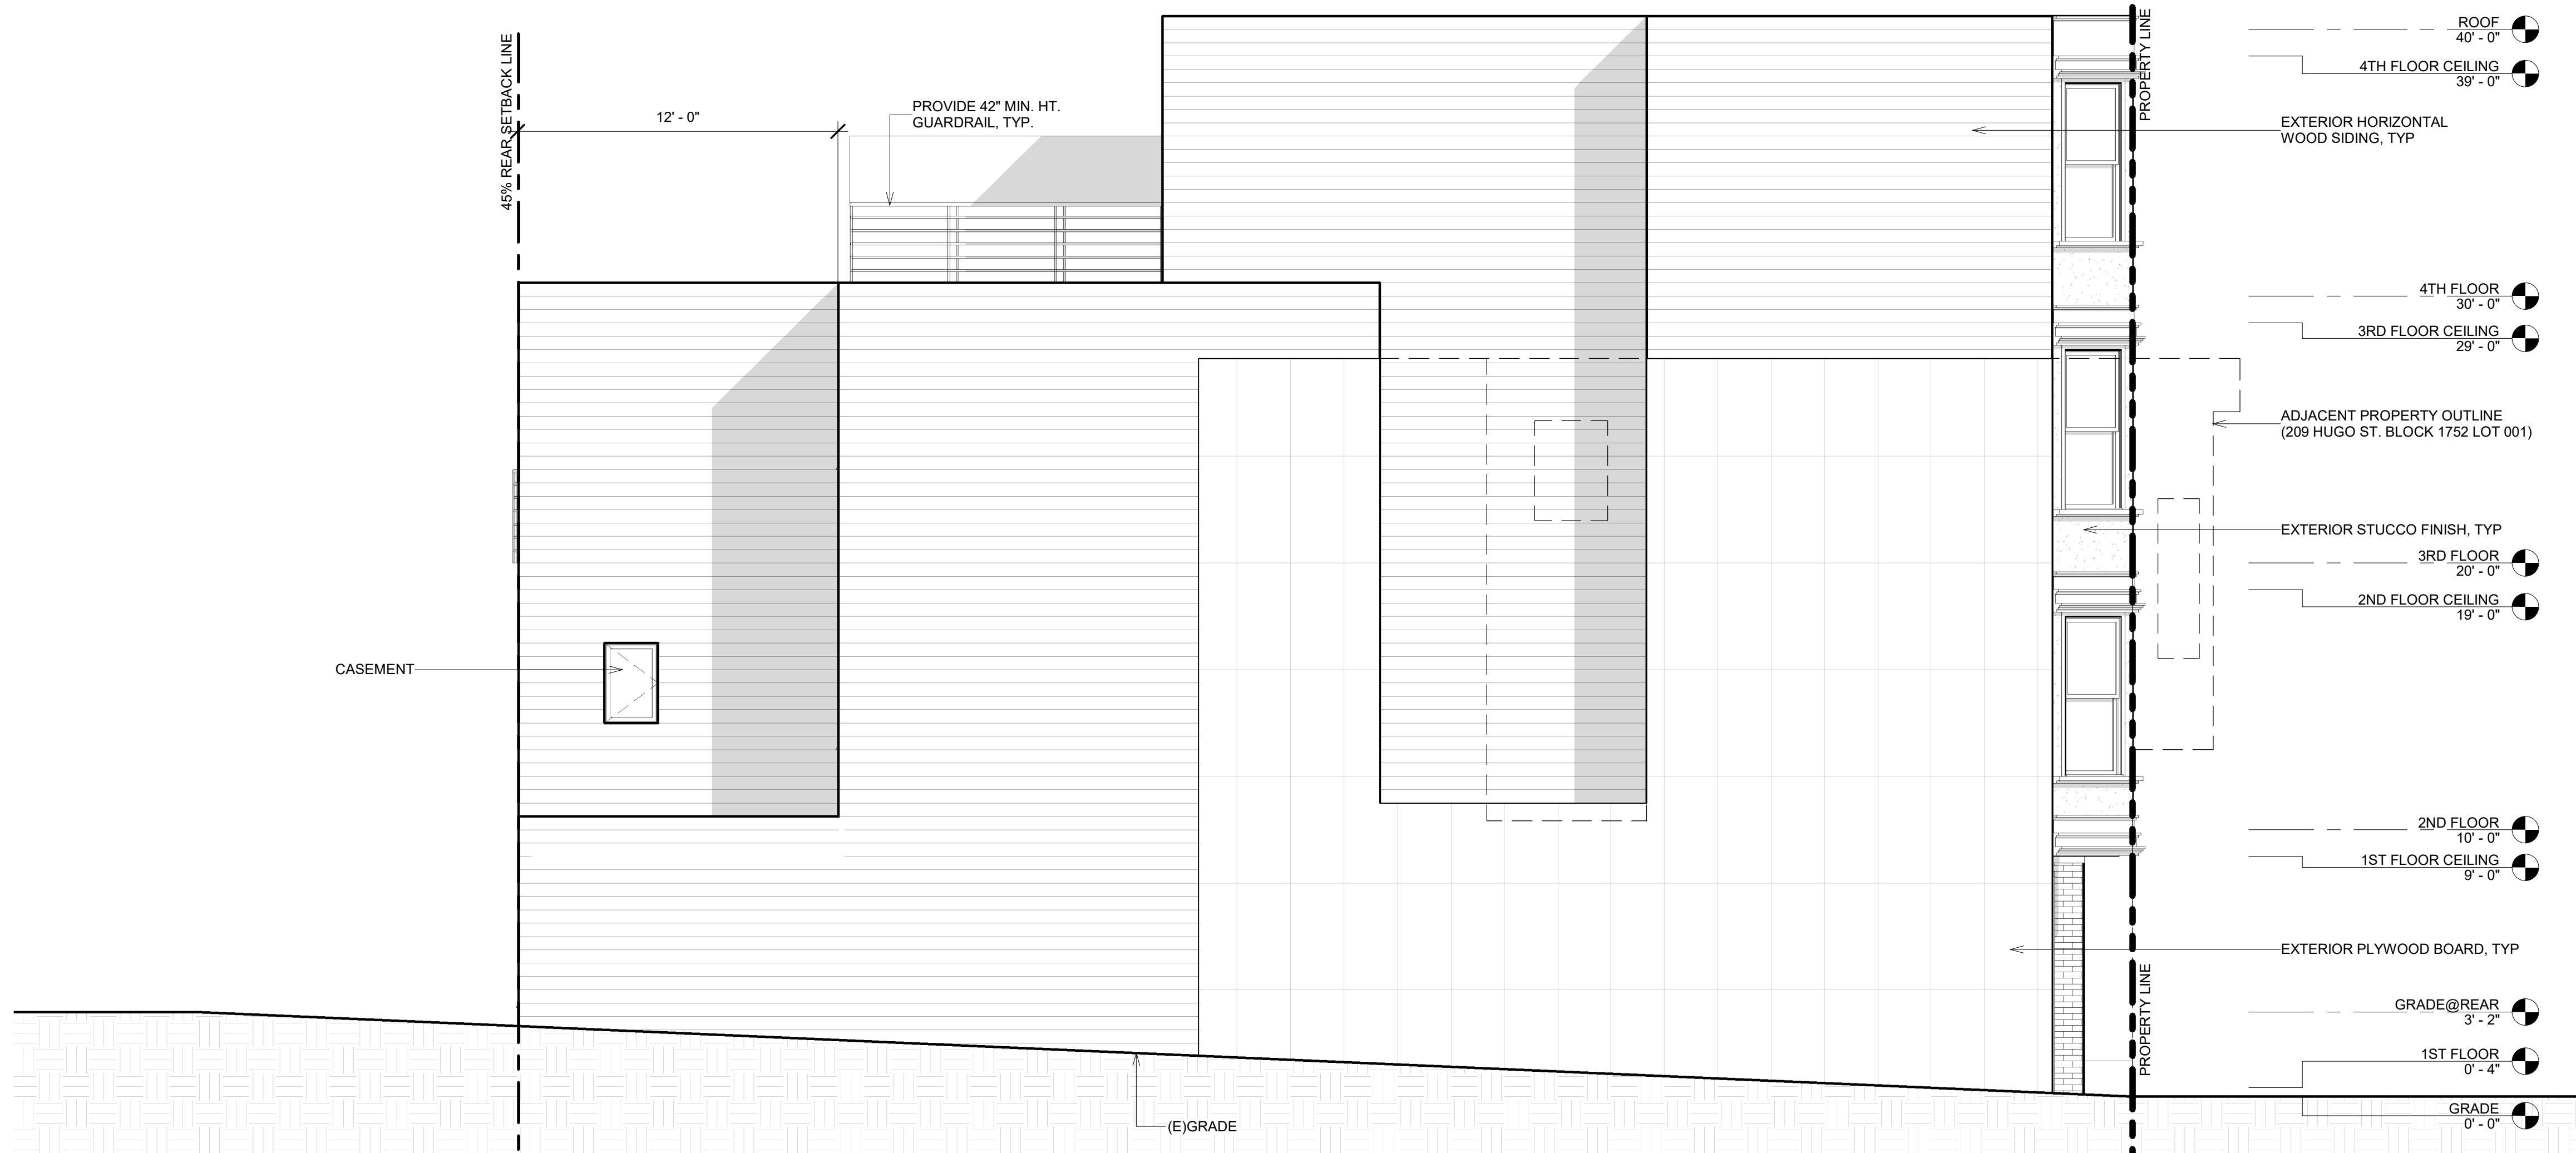 45% REAR SETBACK LINE
12' - 0"
PROVIDE 42" MIN. HT.
GUARDRAIL, TYP.
PROPERTY LINE
ROOF
40' - 0"
4TH FLOOR CEILING
39' - 0"
EXTERIOR HORIZONTAL
WOOD SIDING, TYP
4TH FLOOR
30' - 0"
3RD FLOOR CEILING
29' - 0"
ADJACENT PROPERTY OUTLINE
(209 HUGO ST. BLOCK 1752 LOT 001)
EXTERIOR STUCCO FINISH, TYP
3RD FLOOR
20' - 0"
2ND FLOOR CEILING
19' - 0"
CASEMENT
2ND FLOOR
10' - 0"
1ST FLOOR CEILING
9' - 0"
EXTERIOR PLYWOOD BOARD, TYP
PROPERTY LINE
GRADE@REAR
3' - 2"
1ST FLOOR
0' - 4"
(E)GRADE
GRADE
0' - 0"